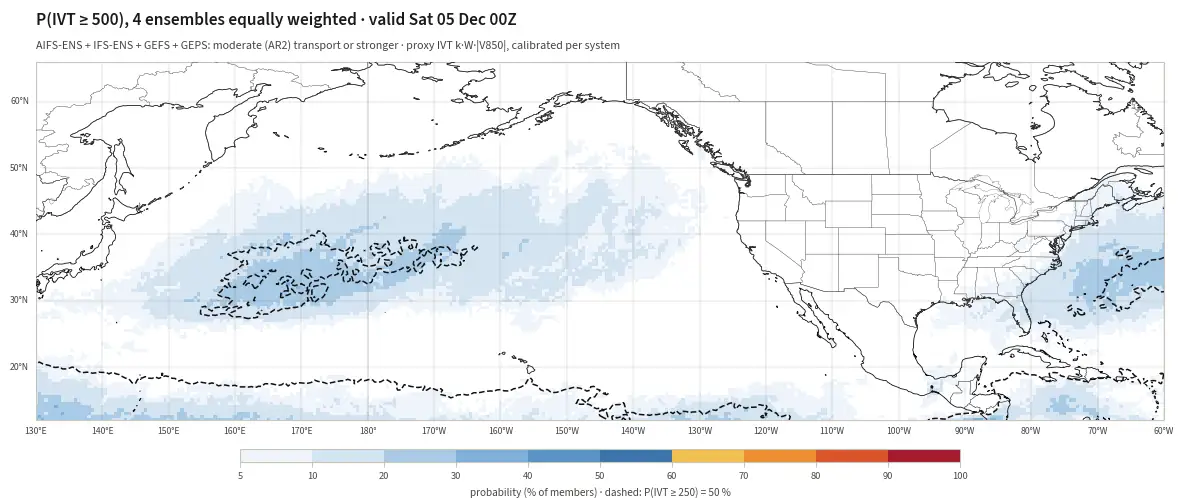 P(IVT ≥ 500), 4 ensembles equally weighted · valid Sat 05 Dec 00Z
AIFS-ENS + IFS-ENS + GEFS + GEPS: moderate (AR2) transport or stronger · proxy IVT k·W·|V850|, calibrated per system
60°N
50°N
40°N
30°N
20°N
130°E 140°E 150°E 160°E 170°E 180° 170°W 160°W 150°W 140°W 130°W 120°W 110°W 100°W 90°W 80°W 70°W 60°W
5 10 20 30 40 50 60 70 80 90 100
probability (% of members) · dashed: P(IVT ≥ 250) = 50 %